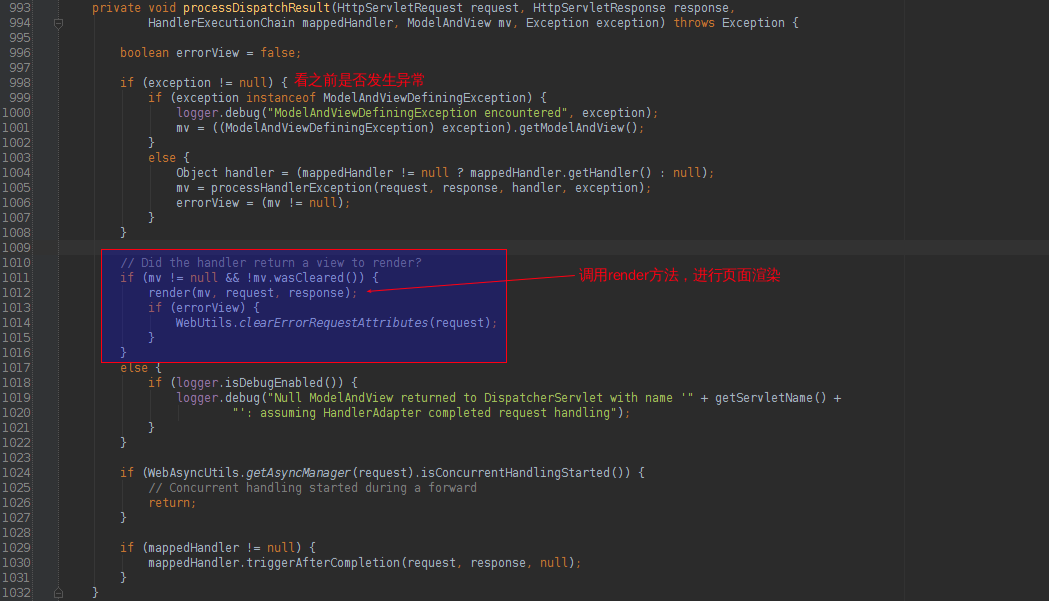 993 private void processDispatchResult(HttpServletRequest request, HttpServletResponse response,
994 HandlerExecutionChain mappedHandler, ModelAndView mv, Exception exception) throws Exception {
995
996 boolean errorView = false;
997
998 if (exception != null) { 看之前是否发生异常
999 if (exception instanceof ModelAndViewDefiningException) {
1000 logger.debug("ModelAndViewDefiningException encountered", exception);
1001 mv = ((ModelAndViewDefiningException) exception).getModelAndView();
1002 }
1003 else {
1004 Object handler = (mappedHandler != null ? mappedHandler.getHandler() : null);
1005 mv = processHandlerException(request, response, handler, exception);
1006 errorView = (mv != null);
1007 }
1008 }
1009
1010 // Did the handler return a view to render?
1011 if (mv != null && !mv.wasCleared()) { 调用render方法，进行页面渲染
1012 render(mv, request, response);
1013 if (errorView) {
1014 WebUtils.clearErrorRequestAttributes(request);
1015 }
1016 }
1017 else {
1018 if (logger.isDebugEnabled()) {
1019 logger.debug("Null ModelAndView returned to DispatcherServlet with name '" + getServletName() +
1020 "': assuming HandlerAdapter completed request handling");
1021 }
1022 }
1023
1024 if (WebAsyncUtils.getAsyncManager(request).isConcurrentHandlingStarted()) {
1025 // Concurrent handling started during a forward
1026 return;
1027 }
1028
1029 if (mappedHandler != null) {
1030 mappedHandler.triggerAfterCompletion(request, response, null);
1031 }
1032 }